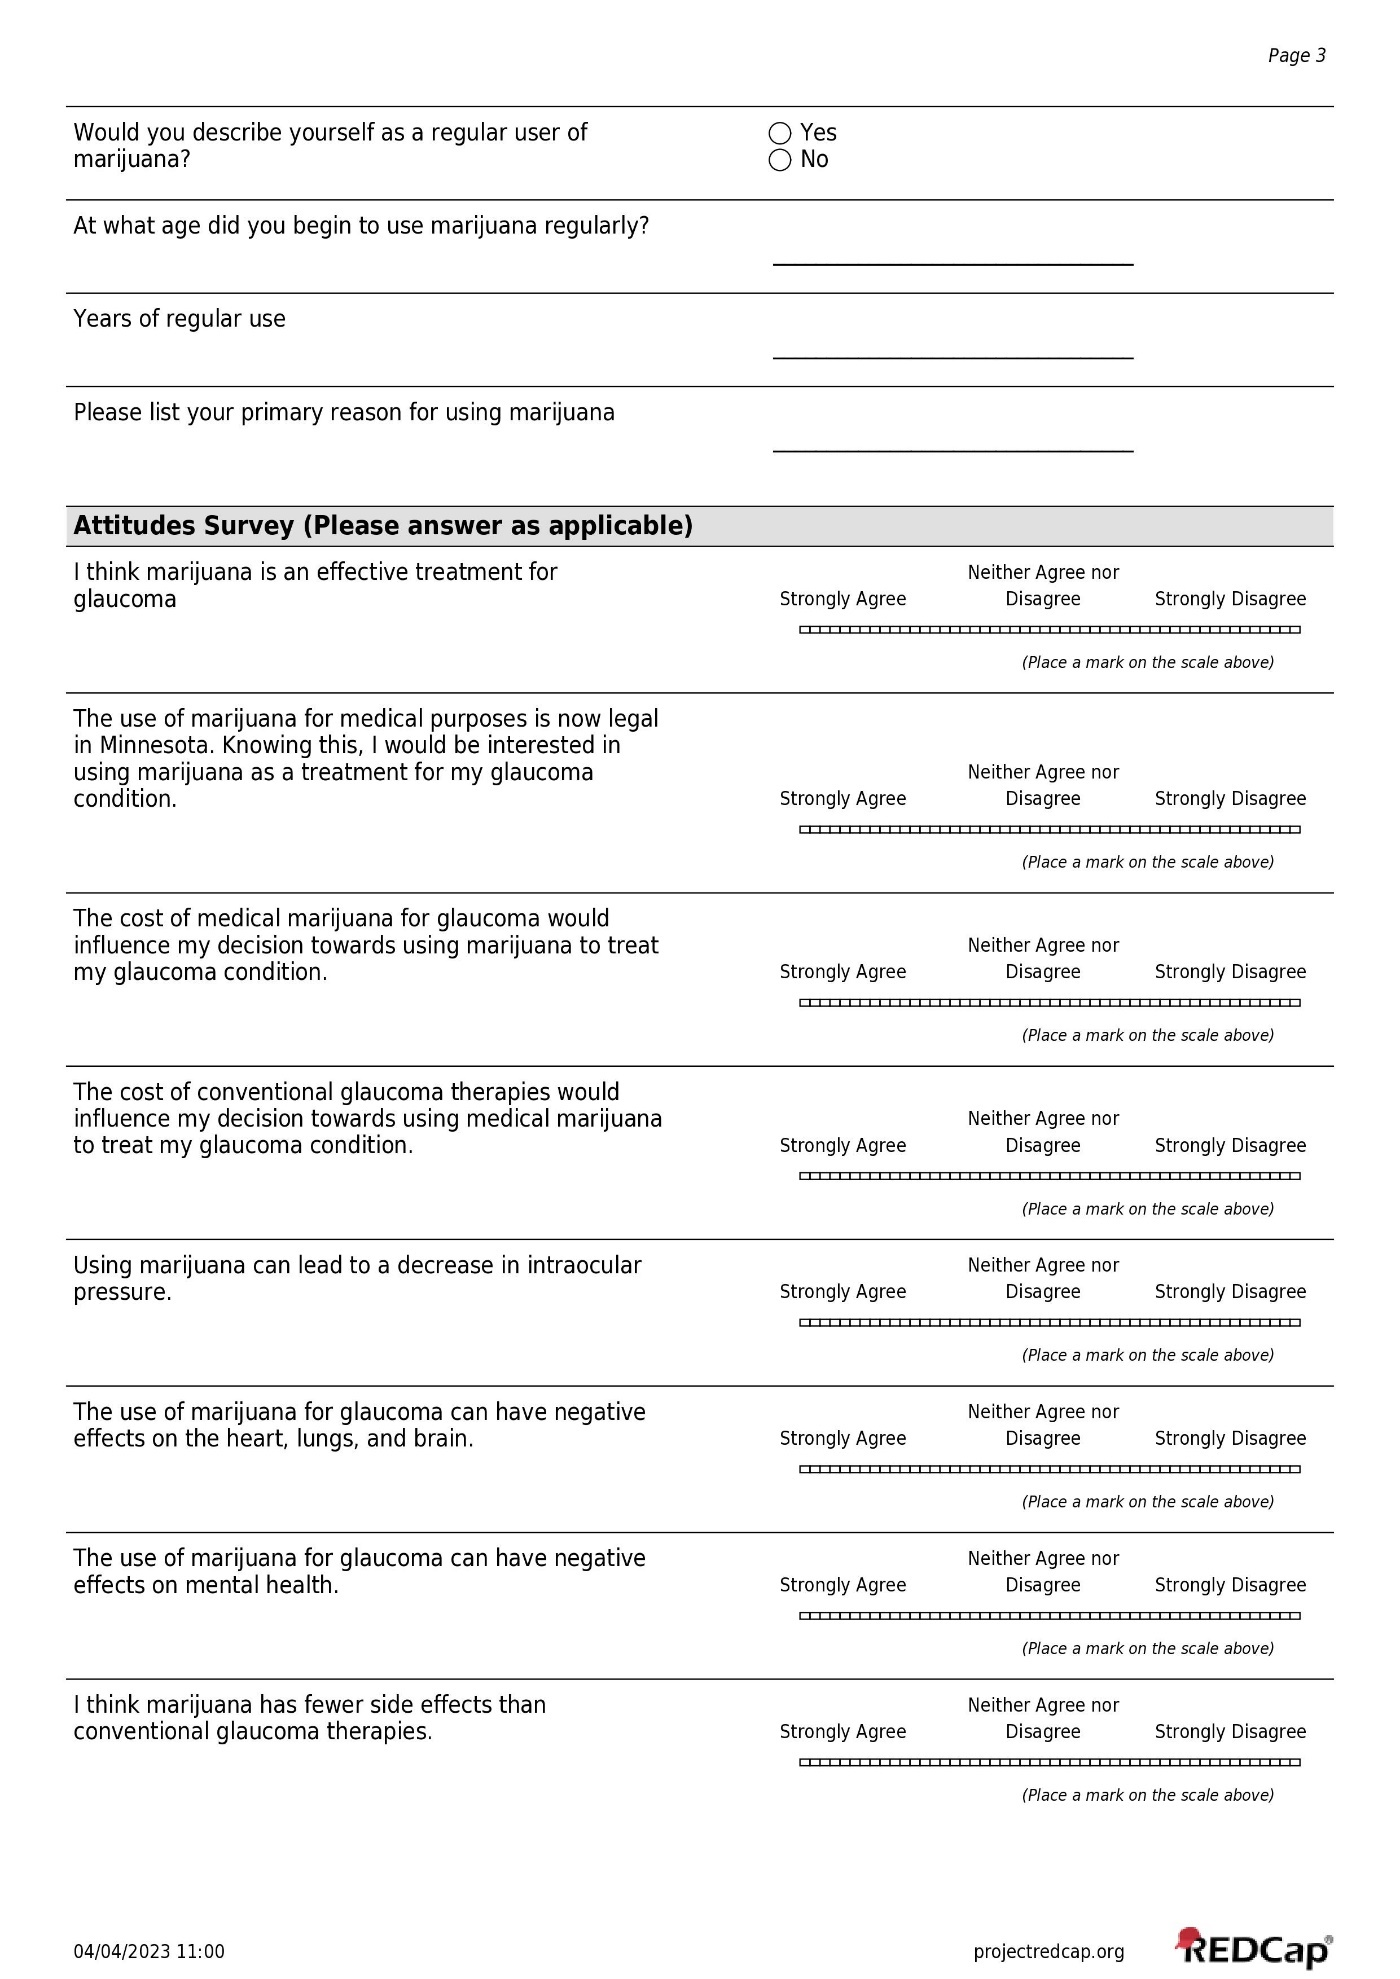 Page 3
Would you describe yourself as a regular user of
marijuana?
Yes
No
At what age did you begin to use marijuana regularly?
Years of regular use
Please list your primary reason for using marijuana
Attitudes Survey (Please answer as applicable)
I think marijuana is an effective treatment for
glaucoma
Neither Agree nor
Strongly Agree Disagree Strongly Disagree
(Place a mark on the scale above)
The use of marijuana for medical purposes is now legal
in Minnesota. Knowing this, I would be interested in
using marijuana as a treatment for my glaucoma
condition.
Neither Agree nor
Strongly Agree Disagree Strongly Disagree
(Place a mark on the scale above)
The cost of medical marijuana for glaucoma would
influence my decision towards using marijuana to treat
my glaucoma condition.
Neither Agree nor
Strongly Agree Disagree Strongly Disagree
(Place a mark on the scale above)
The cost of conventional glaucoma therapies would
influence my decision towards using medical marijuana
to treat my glaucoma condition.
Neither Agree nor
Strongly Agree Disagree Strongly Disagree
(Place a mark on the scale above)
Using marijuana can lead to a decrease in intraocular
pressure.
Neither Agree nor
Strongly Agree Disagree Strongly Disagree
(Place a mark on the scale above)
The use of marijuana for glaucoma can have negative
effects on the heart, lungs, and brain.
Neither Agree nor
Strongly Agree Disagree Strongly Disagree
(Place a mark on the scale above)
The use of marijuana for glaucoma can have negative
effects on mental health.
Neither Agree nor
Strongly Agree Disagree Strongly Disagree
(Place a mark on the scale above)
I think marijuana has fewer side effects than
conventional glaucoma therapies.
Neither Agree nor
Strongly Agree Disagree Strongly Disagree
(Place a mark on the scale above)
04/04/2023 11:00
projectredcap.org
REDCap®